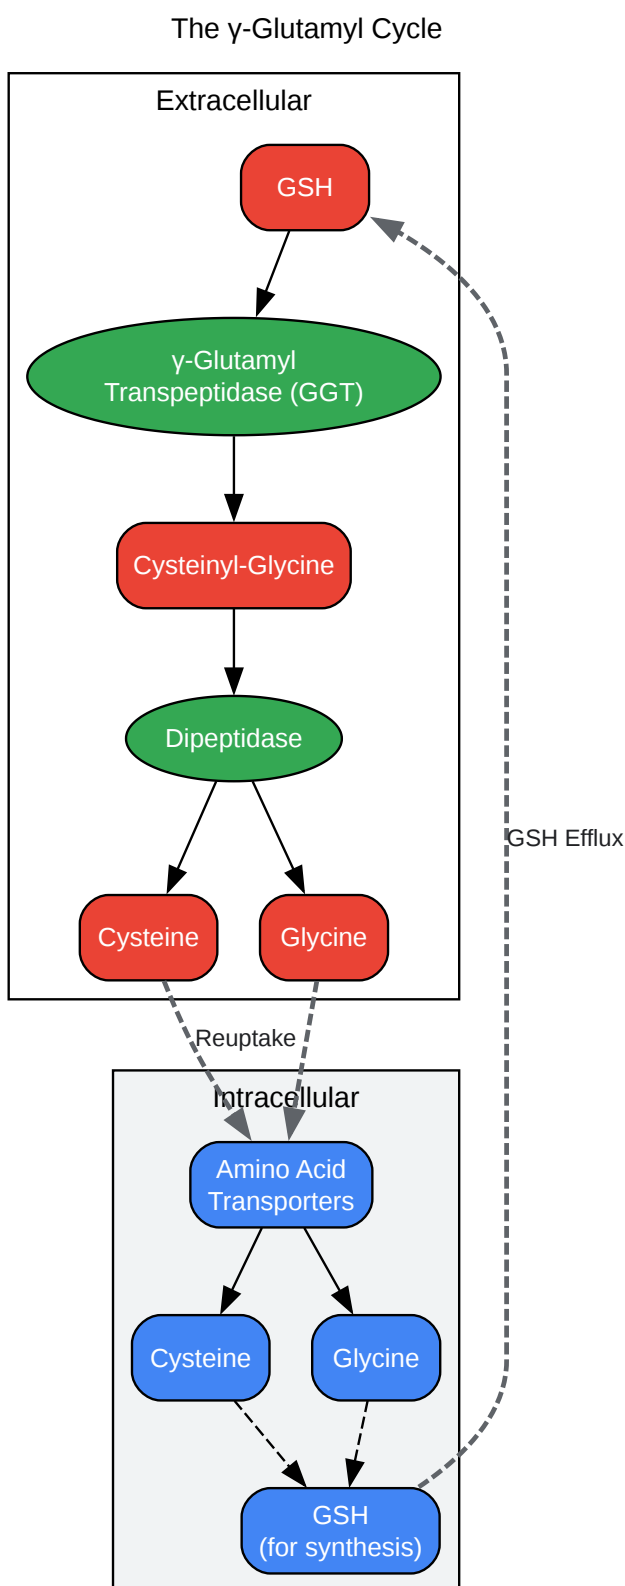 The γ-Glutamyl Cycle
Extracellular
GSH
γ-Glutamyl
Transpeptidase (GGT)
Cysteinyl-Glycine
Dipeptidase
GSH Efflux
Cysteine
Glycine
Reuptake
Intracellular
Amino Acid
Transporters
Cysteine
Glycine
GSH
(for synthesis)